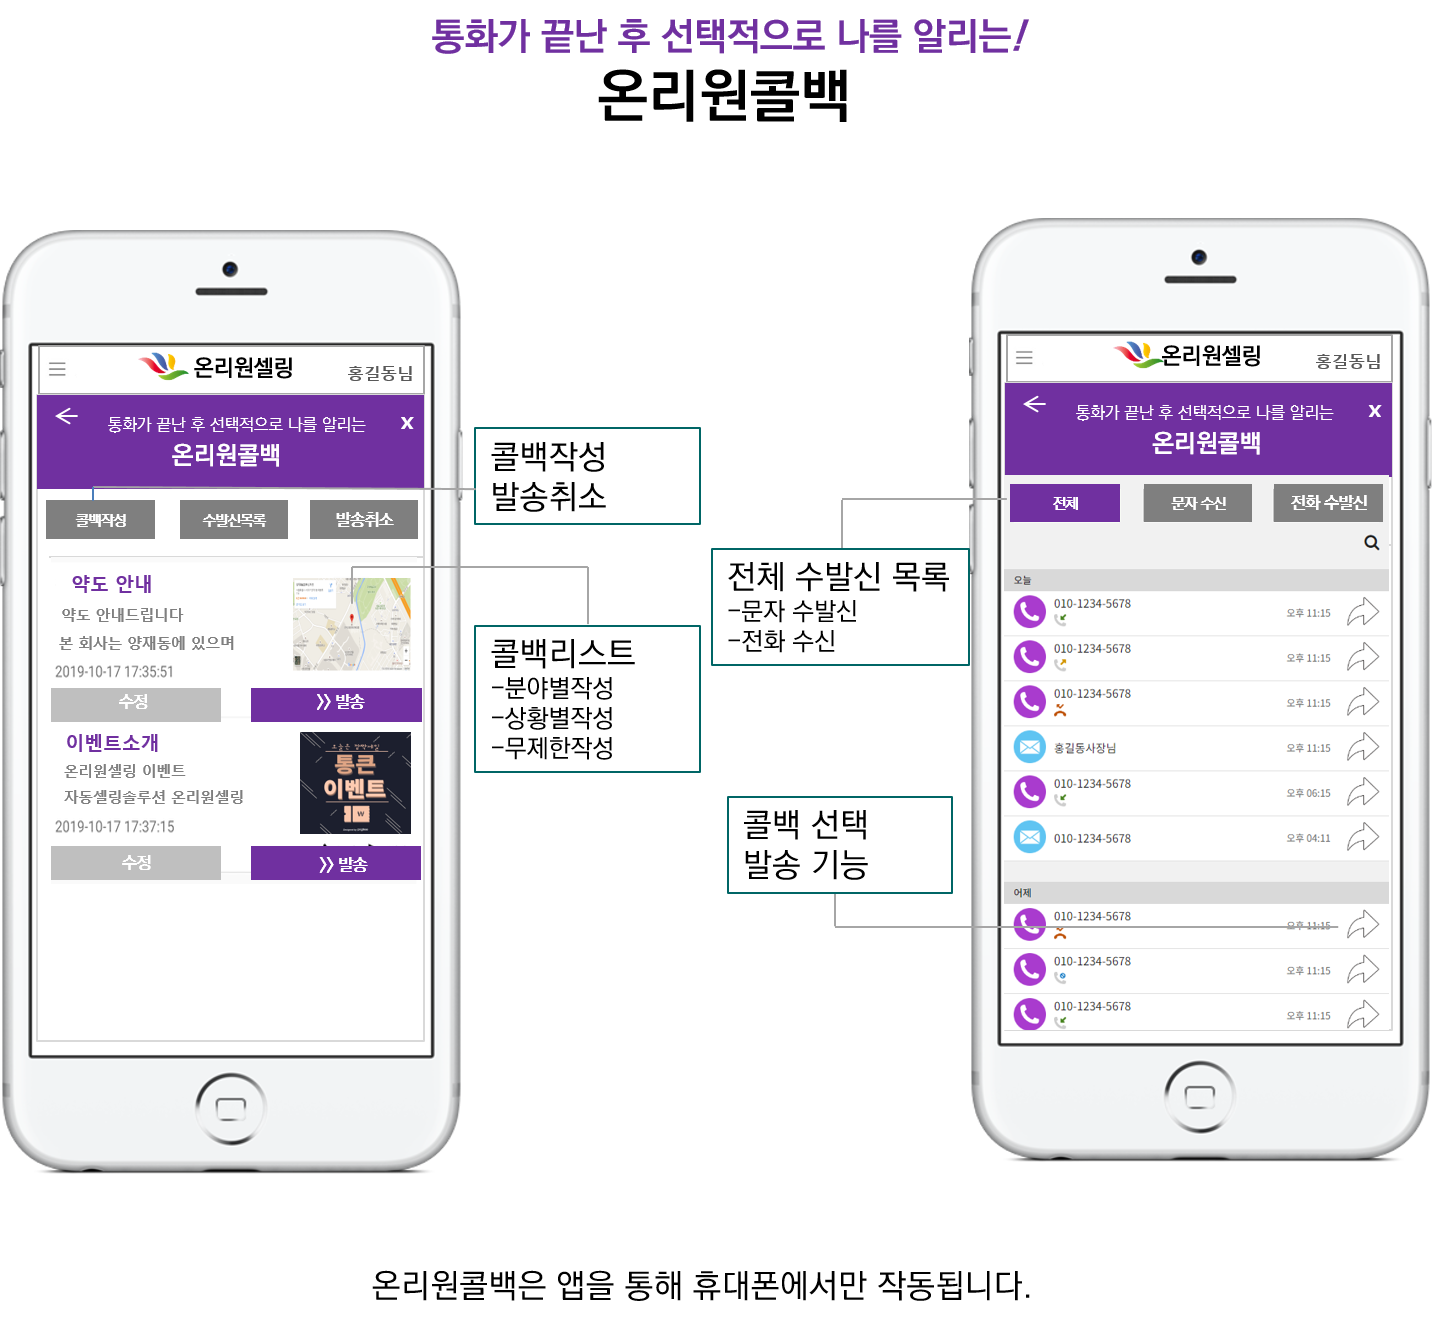 통화가 끝난 후 선택적으로 나를 알리는!
온리원콜백
온리원셀링
홍길동님
통화가 끝난 후 선택적으로 나를 알리는
X
온리원콜백
콜백작성
수발신목록
발송취소
약도 안내
약도 안내드립니다
본 회사는 양재동에 있으며
2019-10-17 17:35:51
수정
발송
이벤트소개
온리원셀링 이벤트
자동셀링솔루션 온리원셀링
2019-10-17 17:37:15
통큰
이벤트
W
수정
발송
콜백작성
발송취소
콜백리스트
-분야별작성
-상황별작성
-무제한작성
전체 수발신 목록
-문자 수발신
-전화 수신
콜백 선택
발송 기능
온리원셀링
홍길동님
통화가 끝난 후 선택적으로 나를 알리는
X
온리원콜백
전체
문자 수신
전화 수발신
오늘
010-1234-5678
오후 11:15
010-1234-5678
오후 11:15
010-1234-5678
오후 11:15
홍길동사장님
오후 11:15
010-1234-5678
오후 06:15
010-1234-5678
오후 04:11
어제
010-1234-5678
오후 11:15
010-1234-5678
오후 11:15
010-1234-5678
오후 11:15
온리원콜백은 앱을 통해 휴대폰에서만 작동됩니다.